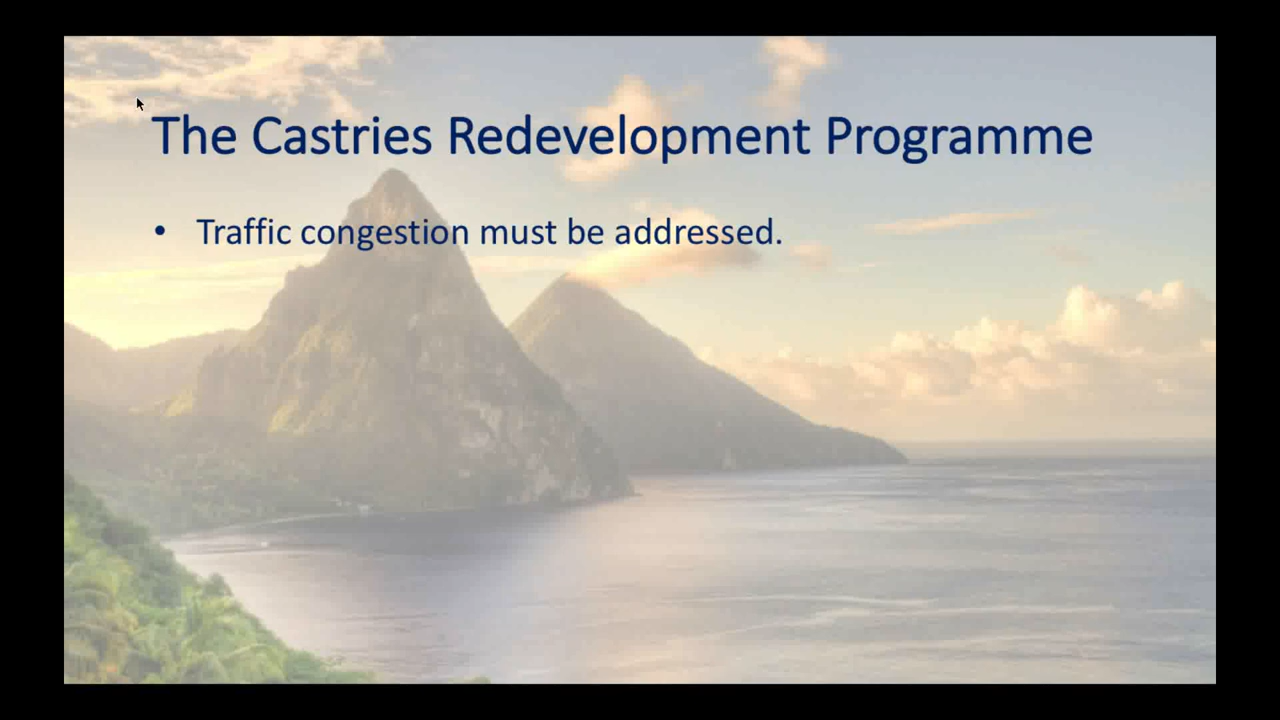 The Castries Redevelopment Programme
• Traffic congestion must be addressed.